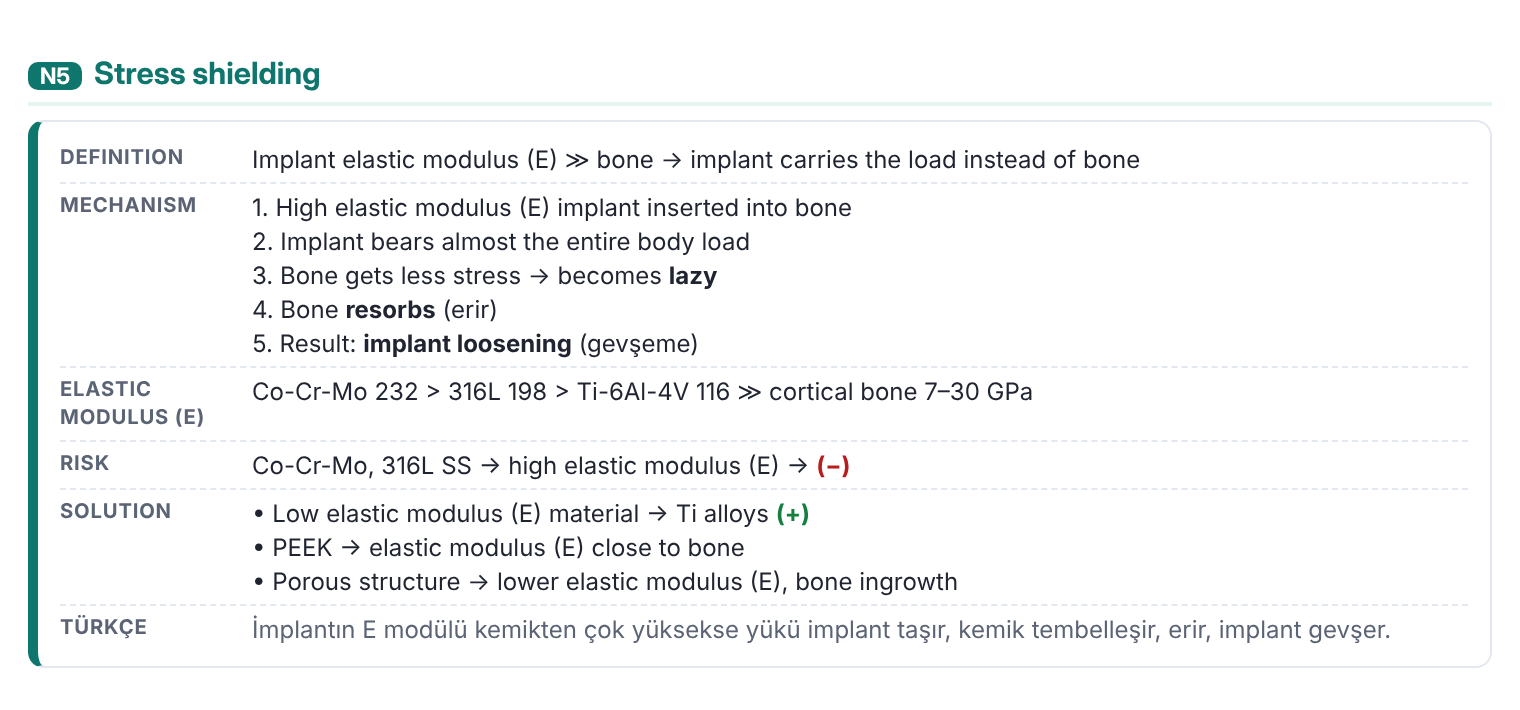 N5 Stress shielding
DEFINITION Implant elastic modulus (E) ≫ bone → implant carries the load instead of bone
MECHANISM 1. High elastic modulus (E) implant inserted into bone
2. Implant bears almost the entire body load
3. Bone gets less stress → becomes lazy
4. Bone resorbs (erir)
5. Result: implant loosening (gevşeme)
ELASTIC MODULUS (E) Co-Cr-Mo 232 > 316L 198 > Ti-6Al-4V 116 ≫ cortical bone 7–30 GPa
RISK Co-Cr-Mo, 316L SS → high elastic modulus (E) → (−)
SOLUTION • Low elastic modulus (E) material → Ti alloys (+)
• PEEK → elastic modulus (E) close to bone
• Porous structure → lower elastic modulus (E), bone ingrowth
TÜRKÇE İmplantın E modülü kemikten çok yüksekse yükü implant taşır, kemik tembelleşir, erir, implant gevşer.